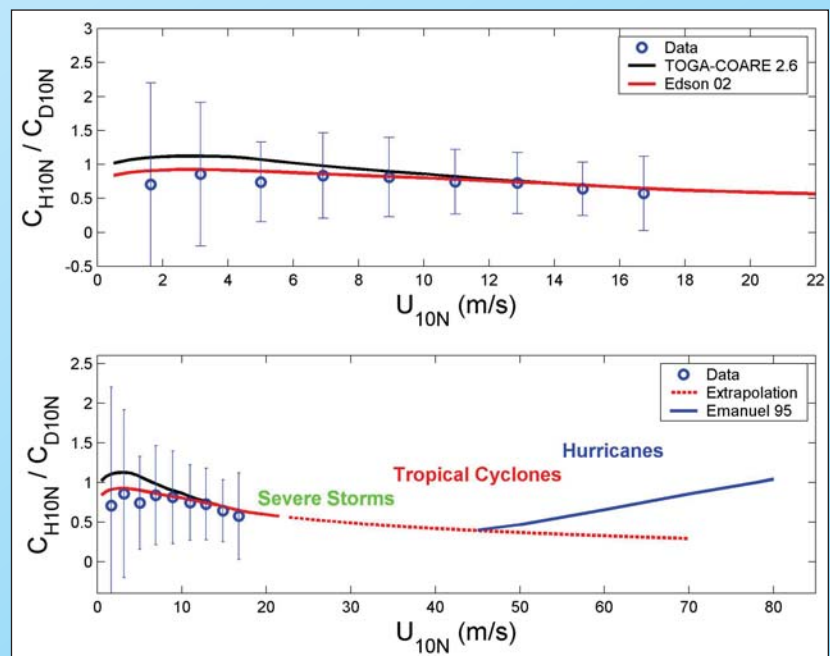 3
2.5
2
1.5
1
0.5
0
-0.5
C_H10N / C_D10N
Data
TOGA-COARE 2.6
Edson 02
0 2 4 6 8 10 12 14 16 18 20 22
U_10N (m/s)
2.5
2
1.5
1
0.5
0
C_H10N / C_D10N
Data
Extrapolation
Emanuel 95
Hurricanes
Tropical Cyclones
Severe Storms
0 10 20 30 40 50 60 70 80
U_10N (m/s)